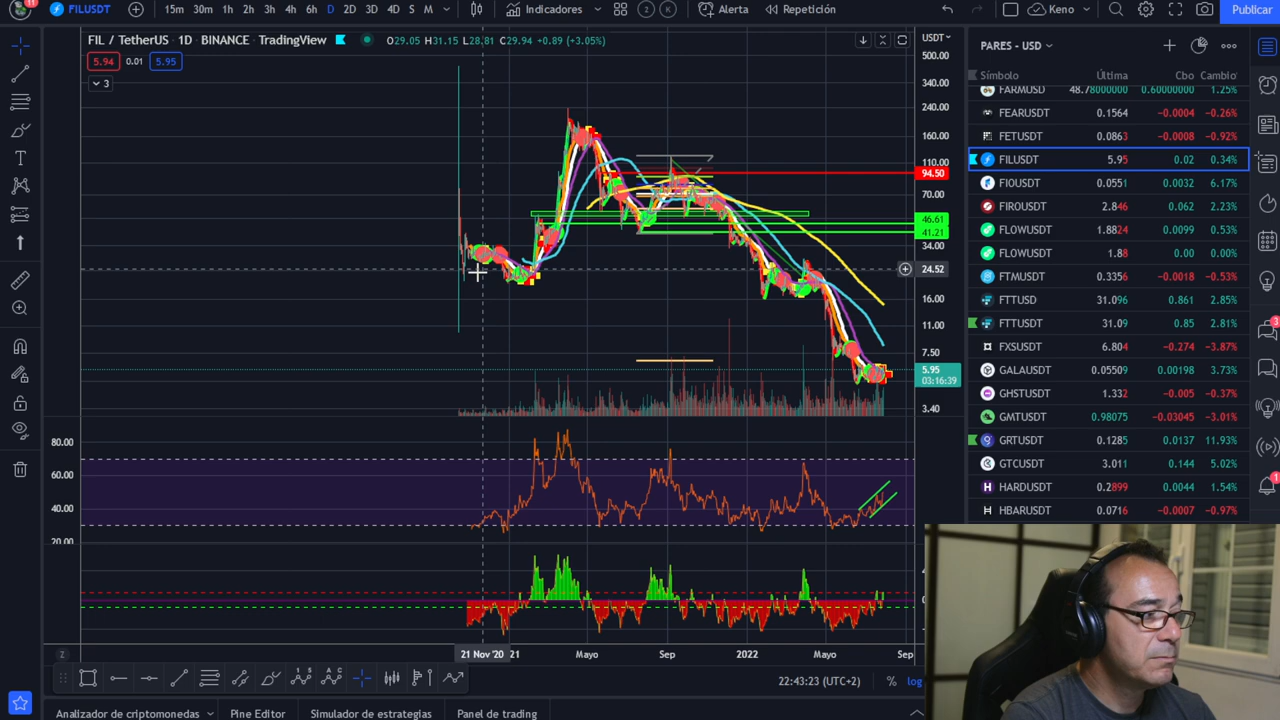 11
FILUSDT
15m 30m 1h 2h 3h 4h 6h D 2D 3D 4D S M
Indicadores
2 K
Alerta
Repetición
Keno
Publicar
FIL / TetherUS · 1D · BINANCE · TradingView
O29.05 H31.15 L28.81 C29.94 +0.89 (+3.05%)
5.94 0.01 5.95
3
USDT
500.00
340.00
240.00
160.00
110.00
94.50
70.00
46.61
41.21
34.00
24.52
16.00
11.00
7.50
5.95
03:16:39
3.40
80.00
60.00
40.00
20.00
Z
21 Nov '20
21
Mayo
Sep
2022
Mayo
Sep
22:43:23 (UTC+2)
%
log
Analizador de criptomonedas
Pine Editor
Simulador de estrategias
Panel de trading
PARES - USD
Símbolo Última Cbo Cambio%
FARMUSD 48.78000000 0.60000000 1.25%
FEARUSDT 0.1564 -0.0004 -0.26%
FETUSDT 0.0863 -0.0008 -0.92%
FILUSDT 5.95 0.02 0.34%
FIOUSDT 0.0551 0.0032 6.17%
FIROUSDT 2.846 0.062 2.23%
FLOWUSDT 1.8824 0.0099 0.53%
FLOWUSDT 1.88 0.00 0.00%
FTMUSDT 0.3356 -0.0018 -0.53%
FTTUSD 31.096 0.861 2.85%
FTTUSDT 31.09 0.85 2.81%
FXSUSDT 6.804 -0.274 -3.87%
GALAUSDT 0.05509 0.00198 3.73%
GHSTUSDT 1.332 -0.005 -0.37%
GMTUSDT 0.98075 -0.03045 -3.01%
GRTUSDT 0.1285 0.0137 11.93%
GTCUSDT 3.011 0.144 5.02%
HARDUSDT 0.2899 0.0044 1.54%
HBARUSDT 0.0716 -0.0007 -0.97%